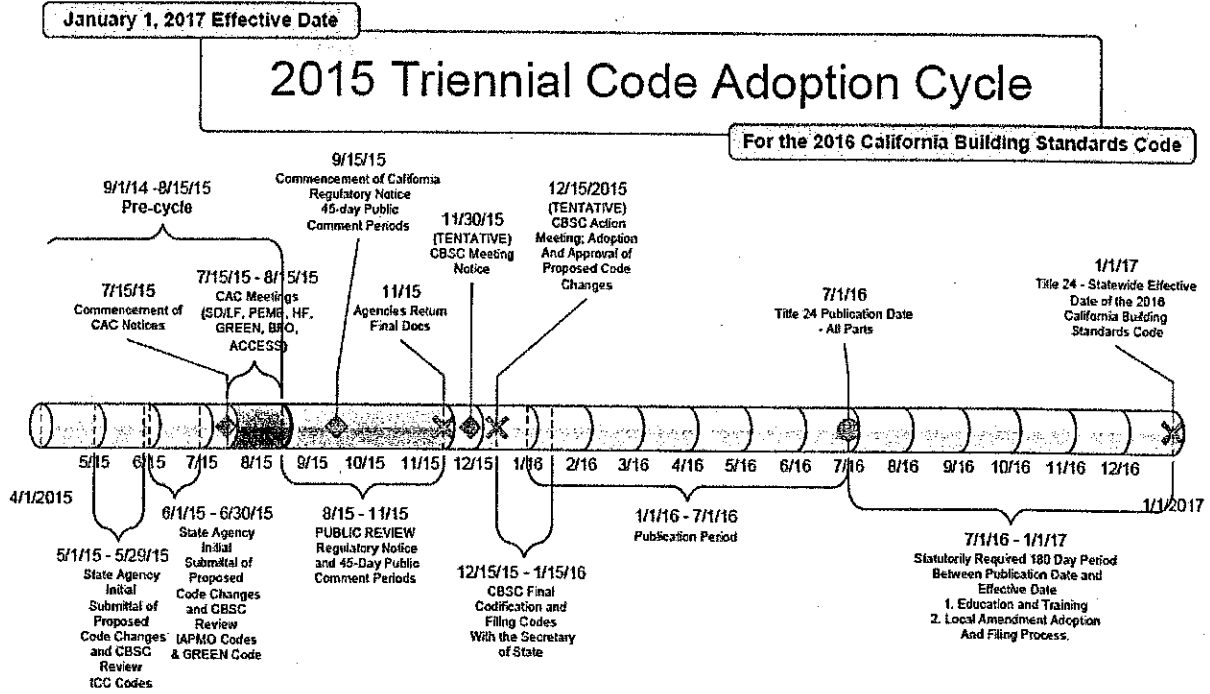 January 1, 2017 Effective Date
2015 Triennial Code Adoption Cycle
For the 2016 California Building Standards Code
9/1/14 -8/15/15
Pre-cycle
7/15/15
Commencement of
CAC Notices
7/15/15 - 8/15/15
CAC Meetings
(SD/LF, PEME, HF,
GREEN, BFO,
ACCESS)
9/15/15
Commencement of California
Regulatory Notice
45-day Public
Comment Periods
11/15
Agencies Return
Final Docs
11/30/15
(TENTATIVE)
CBSC Meeting
Notice
12/15/2015
(TENTATIVE)
CBSC Action
Meeting; Adoption
And Approval of
Proposed Code
Changes
7/1/16
Title 24 Publication Date
- All Parts
1/1/17
Title 24 - Statewide Effective
Date of the 2016
California Building
Standards Code
4/1/2015
5/15
6/15
7/15
8/15
9/15
10/15
11/15
12/15
1/16
2/16
3/16
4/16
5/16
6/16
7/16
8/16
9/16
10/16
11/16
12/16
1/1/2017
5/1/15 - 5/29/15
State Agency
Initial
Submittal of
Proposed
Code Changes
and CBSC
Review
ICC Codes
6/1/15 - 6/30/15
State Agency
Initial
Submittal of
Proposed
Code Changes
and CBSC
Review
IAPMO Codes
& GREEN Code
8/15 - 11/15
PUBLIC REVIEW
Regulatory Notice
and 45-Day Public
Comment Periods
12/15/15 - 1/15/16
CBSC Final
Codification and
Filing Codes
With the Secretary
of State
1/1/16 - 7/1/16
Publication Period
7/1/16 - 1/1/17
Statutorily Required 180 Day Period
Between Publication Date and
Effective Date
1. Education and Training
2. Local Amendment Adoption
And Filing Process.